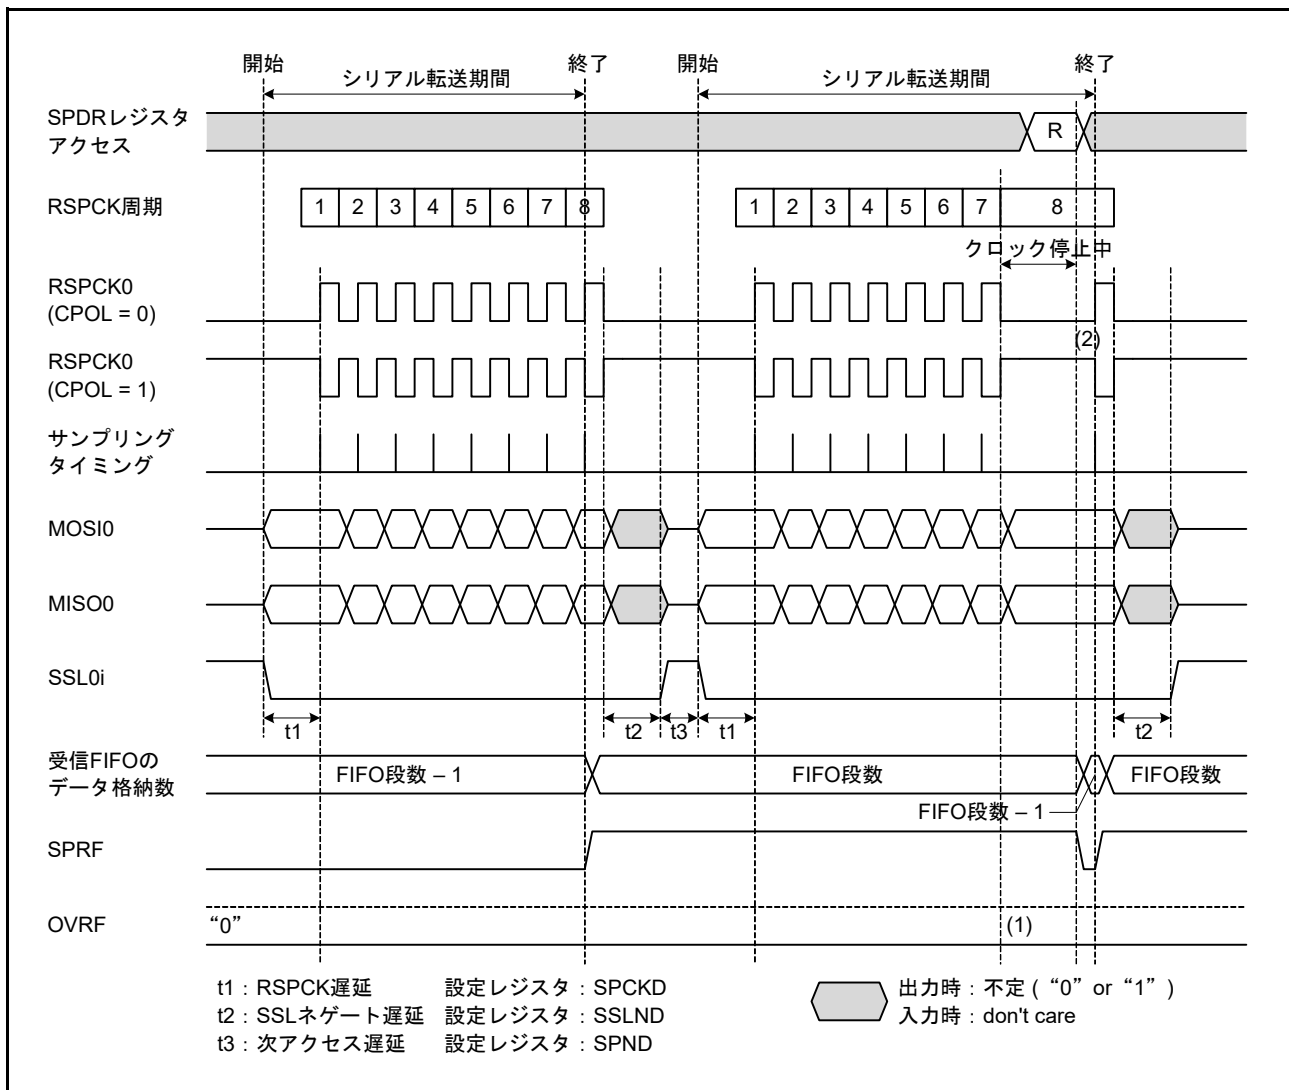 開始
シリアル転送期間
終了
開始
シリアル転送期間
終了
SPDRレジスタ
アクセス
R
RSPCK周期
1 2 3 4 5 6 7 8
1 2 3 4 5 6 7 8
クロック停止中
RSPCK0
(CPOL = 0)
(2)
RSPCK0
(CPOL = 1)
サンプリング
タイミング
MOSI0
MISO0
SSL0i
t1
t2
t3
t1
t2
受信FIFOの
データ格納数
FIFO段数 – 1
FIFO段数
FIFO段数
FIFO段数 – 1
SPRF
OVRF
“0”
(1)
t1：RSPCK遅延 設定レジスタ：SPCKD
t2：SSLネゲート遅延 設定レジスタ：SSLND
t3：次アクセス遅延 設定レジスタ：SPND
出力時：不定 ( “0” or “1” )
入力時：don't care